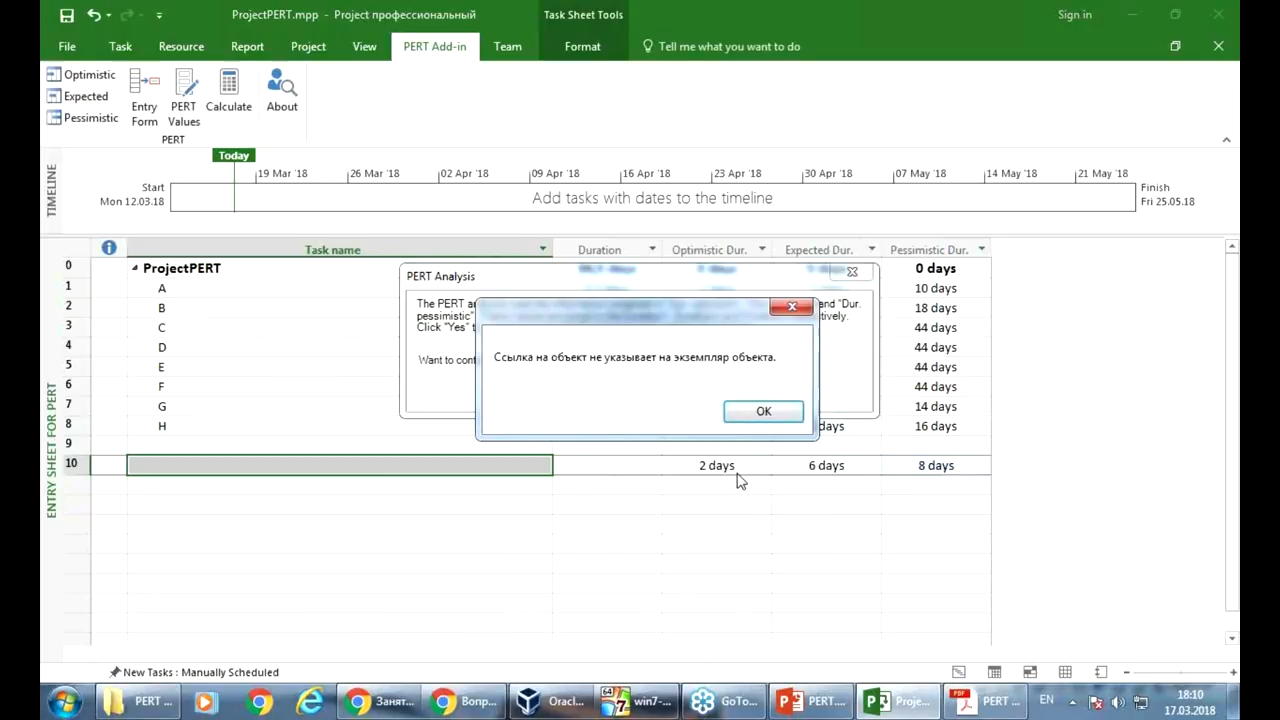 ProjectPERT.mpp - Project профессиональный
Task Sheet Tools
Sign in
File Task Resource Report Project View PERT Add-in Team Format Tell me what you want to do
Optimistic
Expected
Pessimistic
Entry Form
PERT Values
Calculate
About
PERT
TIMELINE
Today
19 Mar '18 26 Mar '18 02 Apr '18 09 Apr '18 16 Apr '18 23 Apr '18 30 Apr '18 07 May '18 14 May '18 21 May '18
Start
Mon 12.03.18
Add tasks with dates to the timeline
Finish
Fri 25.05.18
ENTRY SHEET FOR PERT
Task name Duration Optimistic Dur. Expected Dur. Pessimistic Dur.
0 ProjectPERT 0 days
1 A 10 days
2 B 18 days
3 C 44 days
4 D 44 days
5 E 44 days
6 F 44 days
7 G 14 days
8 H days 16 days
9
10 2 days 6 days 8 days
PERT Analysis
The PERT and "Dur.
pessimistic"
Click "Yes"
Want to
Ссылка на объект не указывает на экземпляр объекта.
OK
New Tasks : Manually Scheduled
PERT ... Занят... Вопр... Oracl... win7-... GoTo... PERT.... Proje... PERT ... EN
18:10
17.03.2018